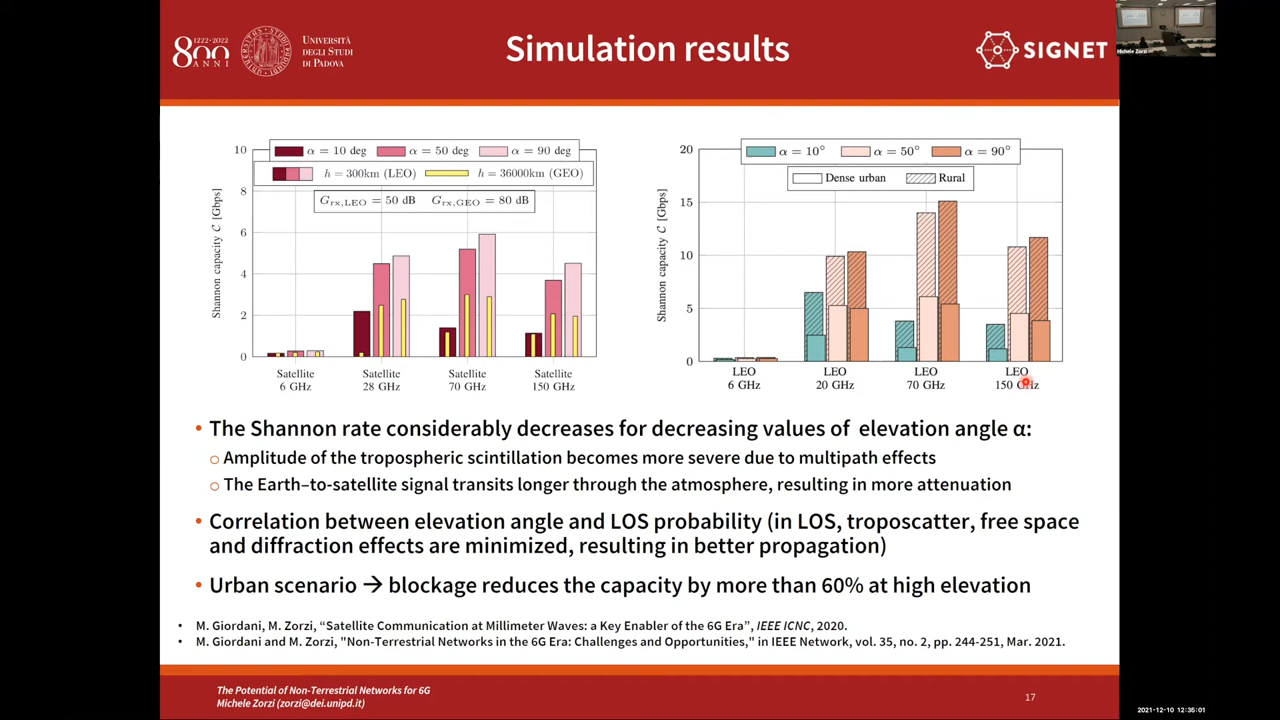 1222·2022
800
ANNI
UNIVERSITÀ
DEGLI STUDI
DI PADOVA
Simulation results
SIGNET
Michele Zorzi
α = 10 deg α = 50 deg α = 90 deg
h = 300km (LEO) h = 36000km (GEO)
Grx,LEO = 50 dB Grx,GEO = 80 dB
Shannon capacity C [Gbps]
10
8
6
4
2
0
Satellite
6 GHz
Satellite
28 GHz
Satellite
70 GHz
Satellite
150 GHz
α = 10° α = 50° α = 90°
Dense urban Rural
Shannon capacity C [Gbps]
20
15
10
5
0
LEO
6 GHz
LEO
20 GHz
LEO
70 GHz
LEO
150 GHz
• The Shannon rate considerably decreases for decreasing values of elevation angle α:
o Amplitude of the tropospheric scintillation becomes more severe due to multipath effects
o The Earth–to-satellite signal transits longer through the atmosphere, resulting in more attenuation
• Correlation between elevation angle and LOS probability (in LOS, troposcatter, free space
and diffraction effects are minimized, resulting in better propagation)
• Urban scenario → blockage reduces the capacity by more than 60% at high elevation
• M. Giordani, M. Zorzi, “Satellite Communication at Millimeter Waves: a Key Enabler of the 6G Era”, IEEE ICNC, 2020.
• M. Giordani and M. Zorzi, "Non-Terrestrial Networks in the 6G Era: Challenges and Opportunities," in IEEE Network, vol. 35, no. 2, pp. 244-251, Mar. 2021.
The Potential of Non-Terrestrial Networks for 6G
Michele Zorzi (zorzi@dei.unipd.it)
17
2021-12-10 12:35:01